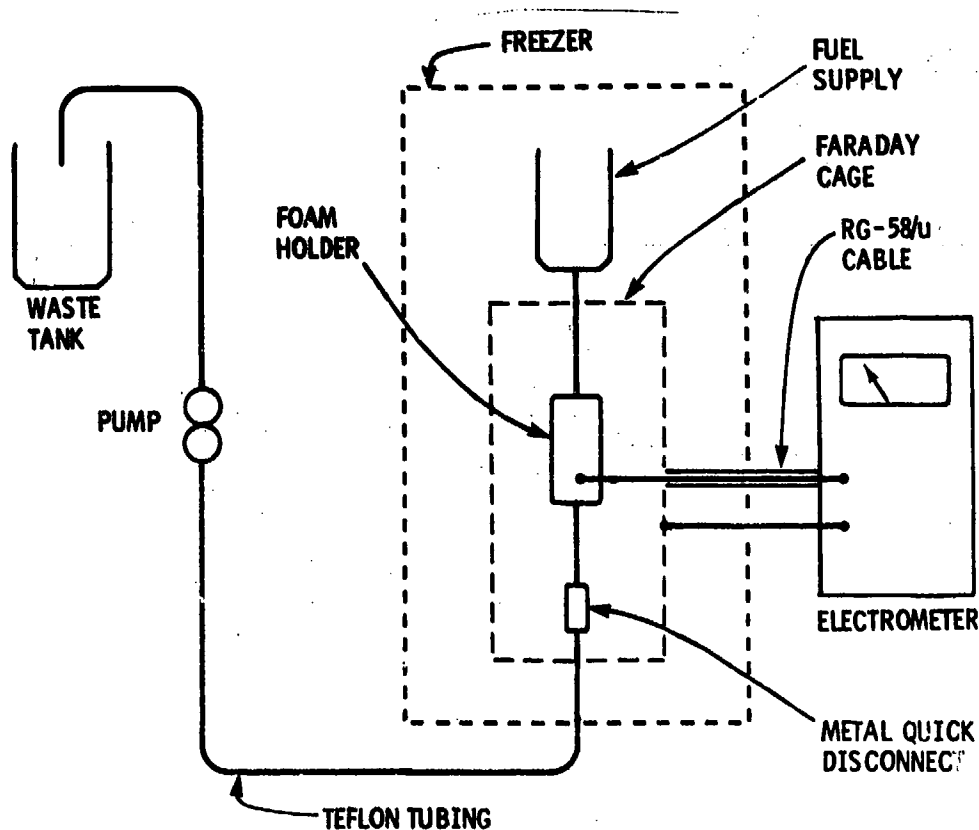 FREEZER
FUEL
SUPPLY
FARADAY
CAGE
FOAM
HOLDER
RG-58/u
CABLE
WASTE
TANK
PUMP
ELECTROMETER
METAL QUICK
DISCONNECT
TEFLON TUBING